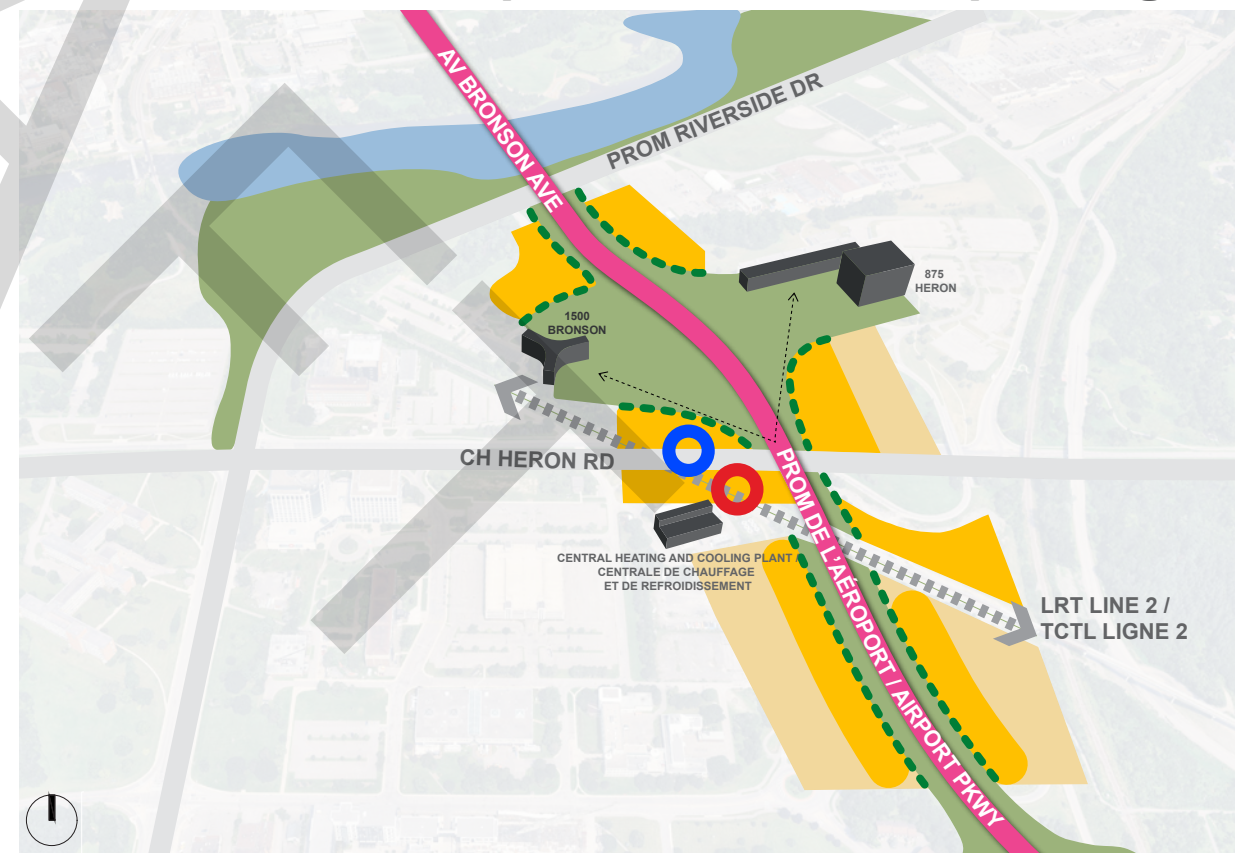 AV BRONSON AVE
PROM RIVERSIDE DR
875
HERON
1500
BRONSON
CH HERON RD
PROM DE L'AÉROPORT / AIRPORT PKWY
CENTRAL HEATING AND COOLING PLANT /
CENTRALE DE CHAUFFAGE
ET DE REFROIDISSEMENT
LRT LINE 2 /
TCTL LIGNE 2